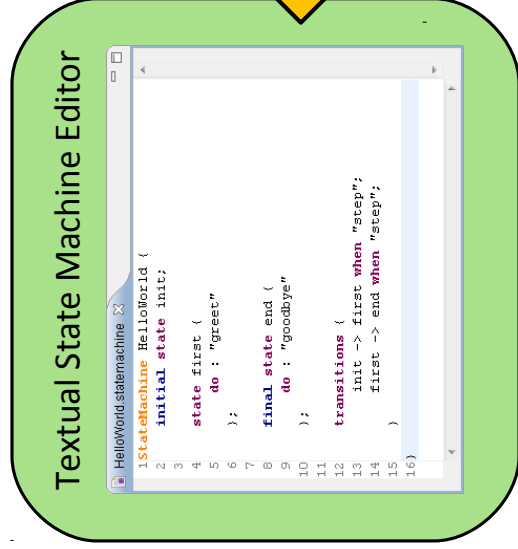 Textual State Machine Editor
HelloWorld.statemachine
1 StateMachine HelloWorld {
2 initial state init;
3
4 state first {
5 do : "greet"
6 };
7
8 final state end {
9 do : "goodbye"
10 };
11
12 transitions {
13 init -> first when "step";
14 first -> end when "step";
15 }
16 }